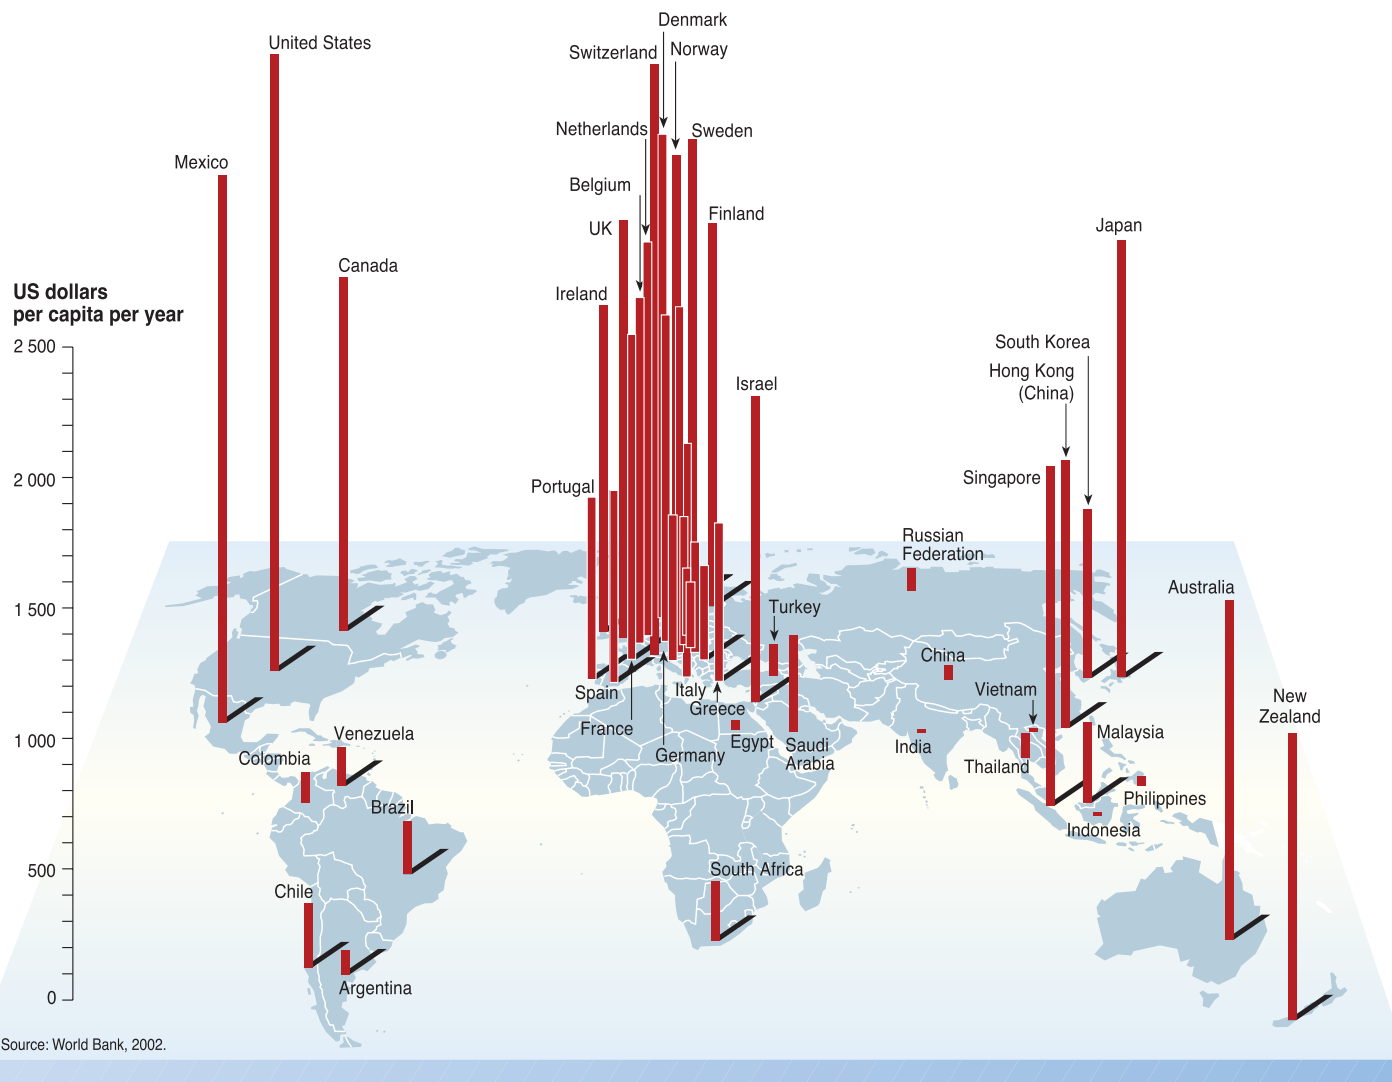 Denmark
United States
Switzerland
Norway
Netherlands
Sweden
Mexico
Belgium
Finland
UK
Japan
Canada
US dollars
per capita per year
Ireland
2 500
South Korea
Hong Kong
(China)
Israel
Singapore
2 000
Portugal
Russian
Federation
Australia
1 500
Turkey
China
Vietnam
Spain
Italy
Greece
New
Zealand
France
1 000
Venezuela
Egypt
Saudi
Arabia
India
Malaysia
Colombia
Germany
Thailand
Brazil
Philippines
Indonesia
500
South Africa
Chile
Argentina
0
Source: World Bank, 2002.